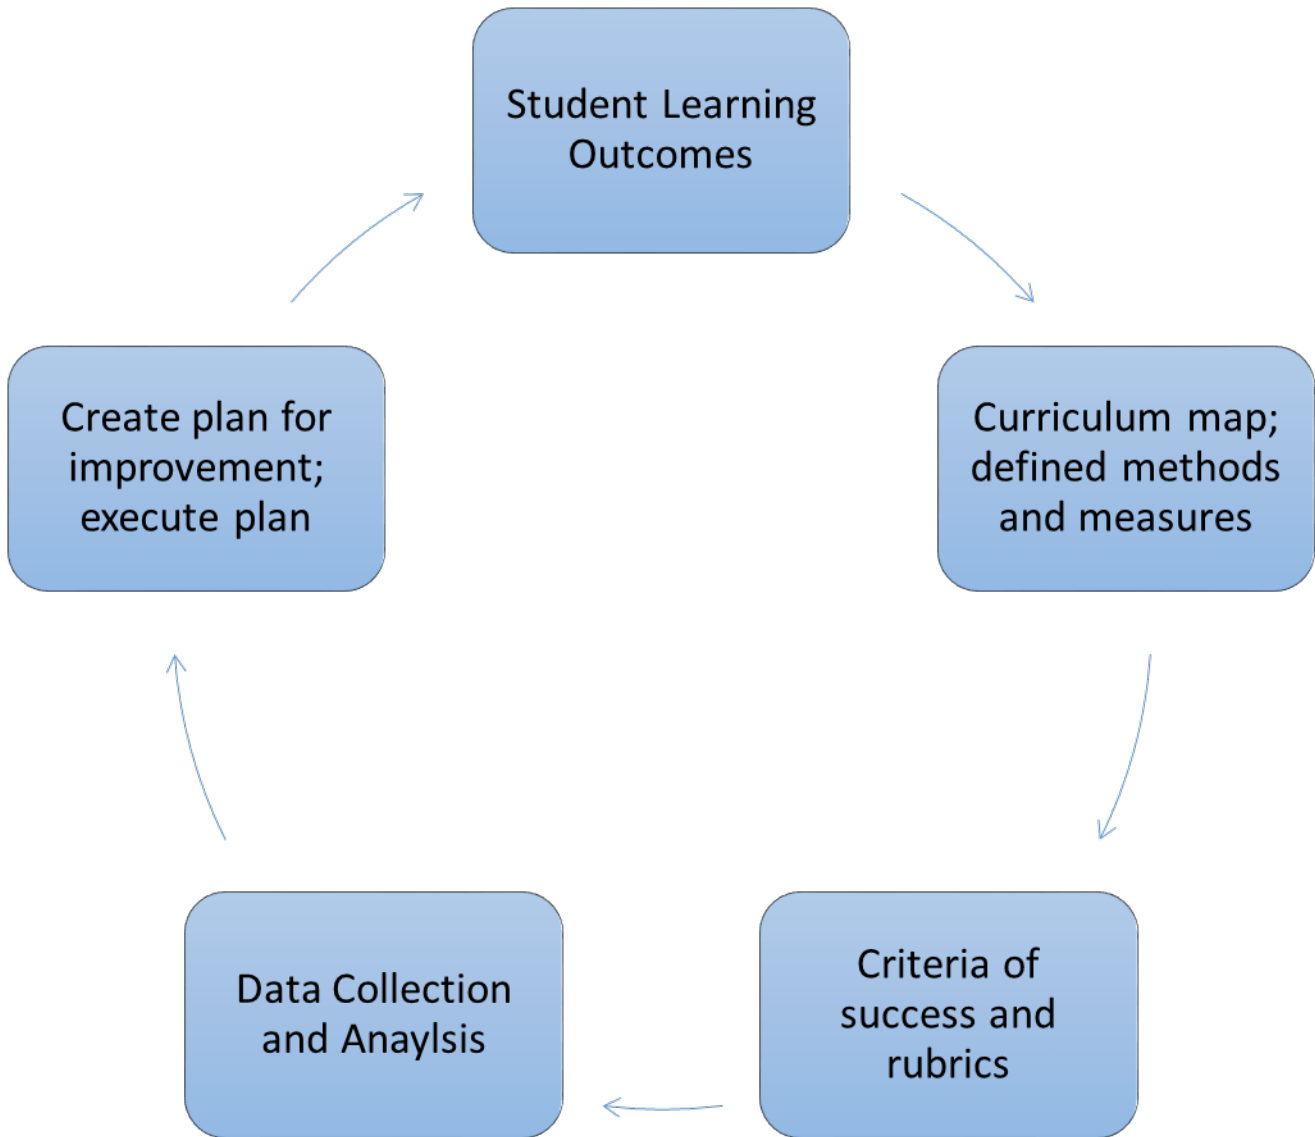 Student Learning
Outcomes
Curriculum map;
defined methods
and measures
Criteria of
success and
rubrics
Data Collection
and Anaylsis
Create plan for
improvement;
execute plan